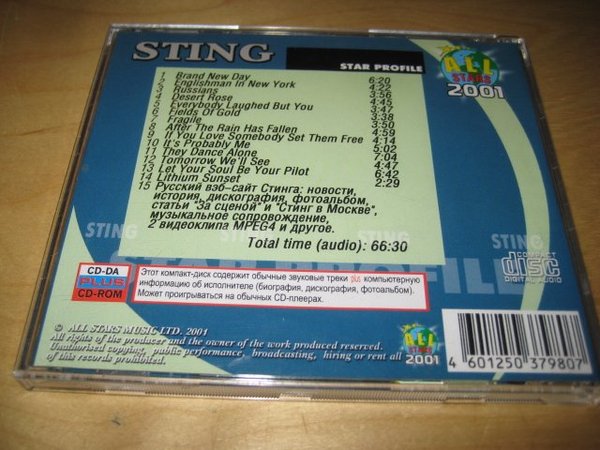 STING
STAR PROFILE
ALL STARS
2001
1 Brand New Day 6:20
2 Englishman In New York 4:22
3 Russians 3:56
4 Desert Rose 4:45
5 Everybody Laughed But You 3:47
6 Fields Of Gold 3:38
7 Fragile 3:50
8 After The Rain Has Fallen 4:59
9 If You Love Somebody Set Them Free 4:14
10 It's Probably Me 5:02
11 They Dance Alone 7:04
12 Tomorrow We'll See 4:47
13 Let Your Soul Be Your Pilot 6:42
14 Lithium Sunset 2:29
15 Русский вэб-сайт Стинга: новости,
история, дискография, фотоальбом,
статьи "За сценой" и "Стинг в Москве",
музыкальное сопровождение,
2 видеоклипа MPEG4 и другое.
Total time (audio): 66:30
STING
STING
STING
STAR PROFILE
COMPACT
disc
DIGITAL AUDIO
CD-DA
PLUS
CD-ROM
Этот компакт-диск содержит обычные звуковые треки plus компьютерную
информацию об исполнителе (биография, дискография, фотоальбом).
Может проигрываться на обычных CD-плеерах.
© ALL STARS MUSIC LTD. 2001
All rights of the producer and the owner of the work produced reserved.
Unauthorised copying, public performance, broadcasting, hiring or rent all
of this records prohibited.
ALL STARS
2001
4 601250 379807